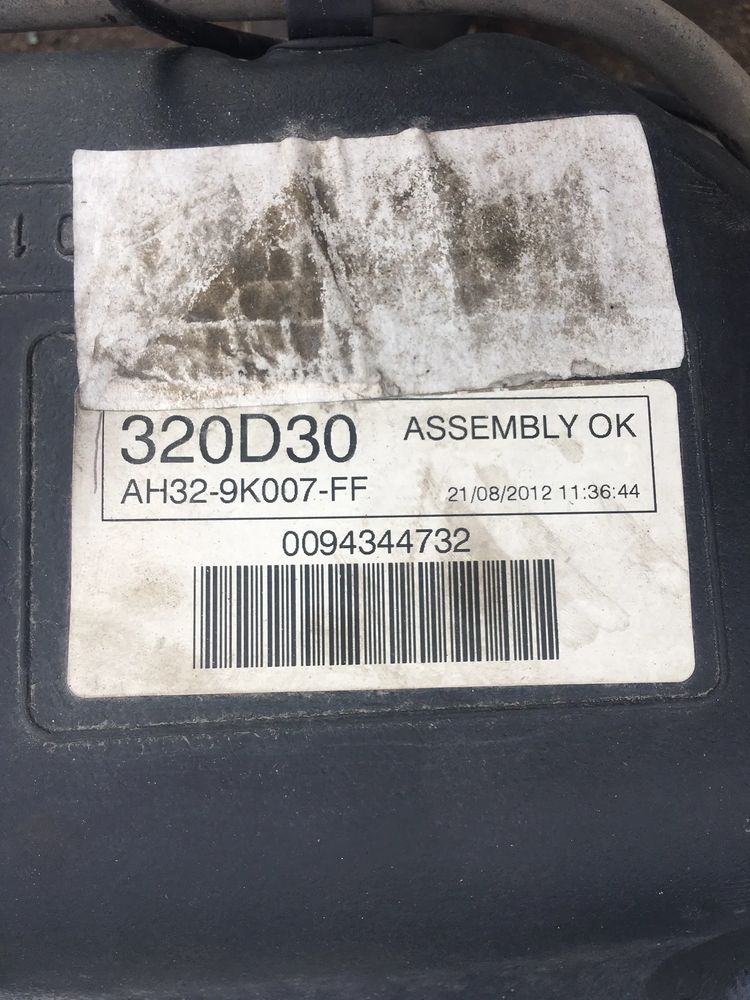 320D30
ASSEMBLY OK
AH32-9K007-FF
21/08/2012 11:36:44
0094344732